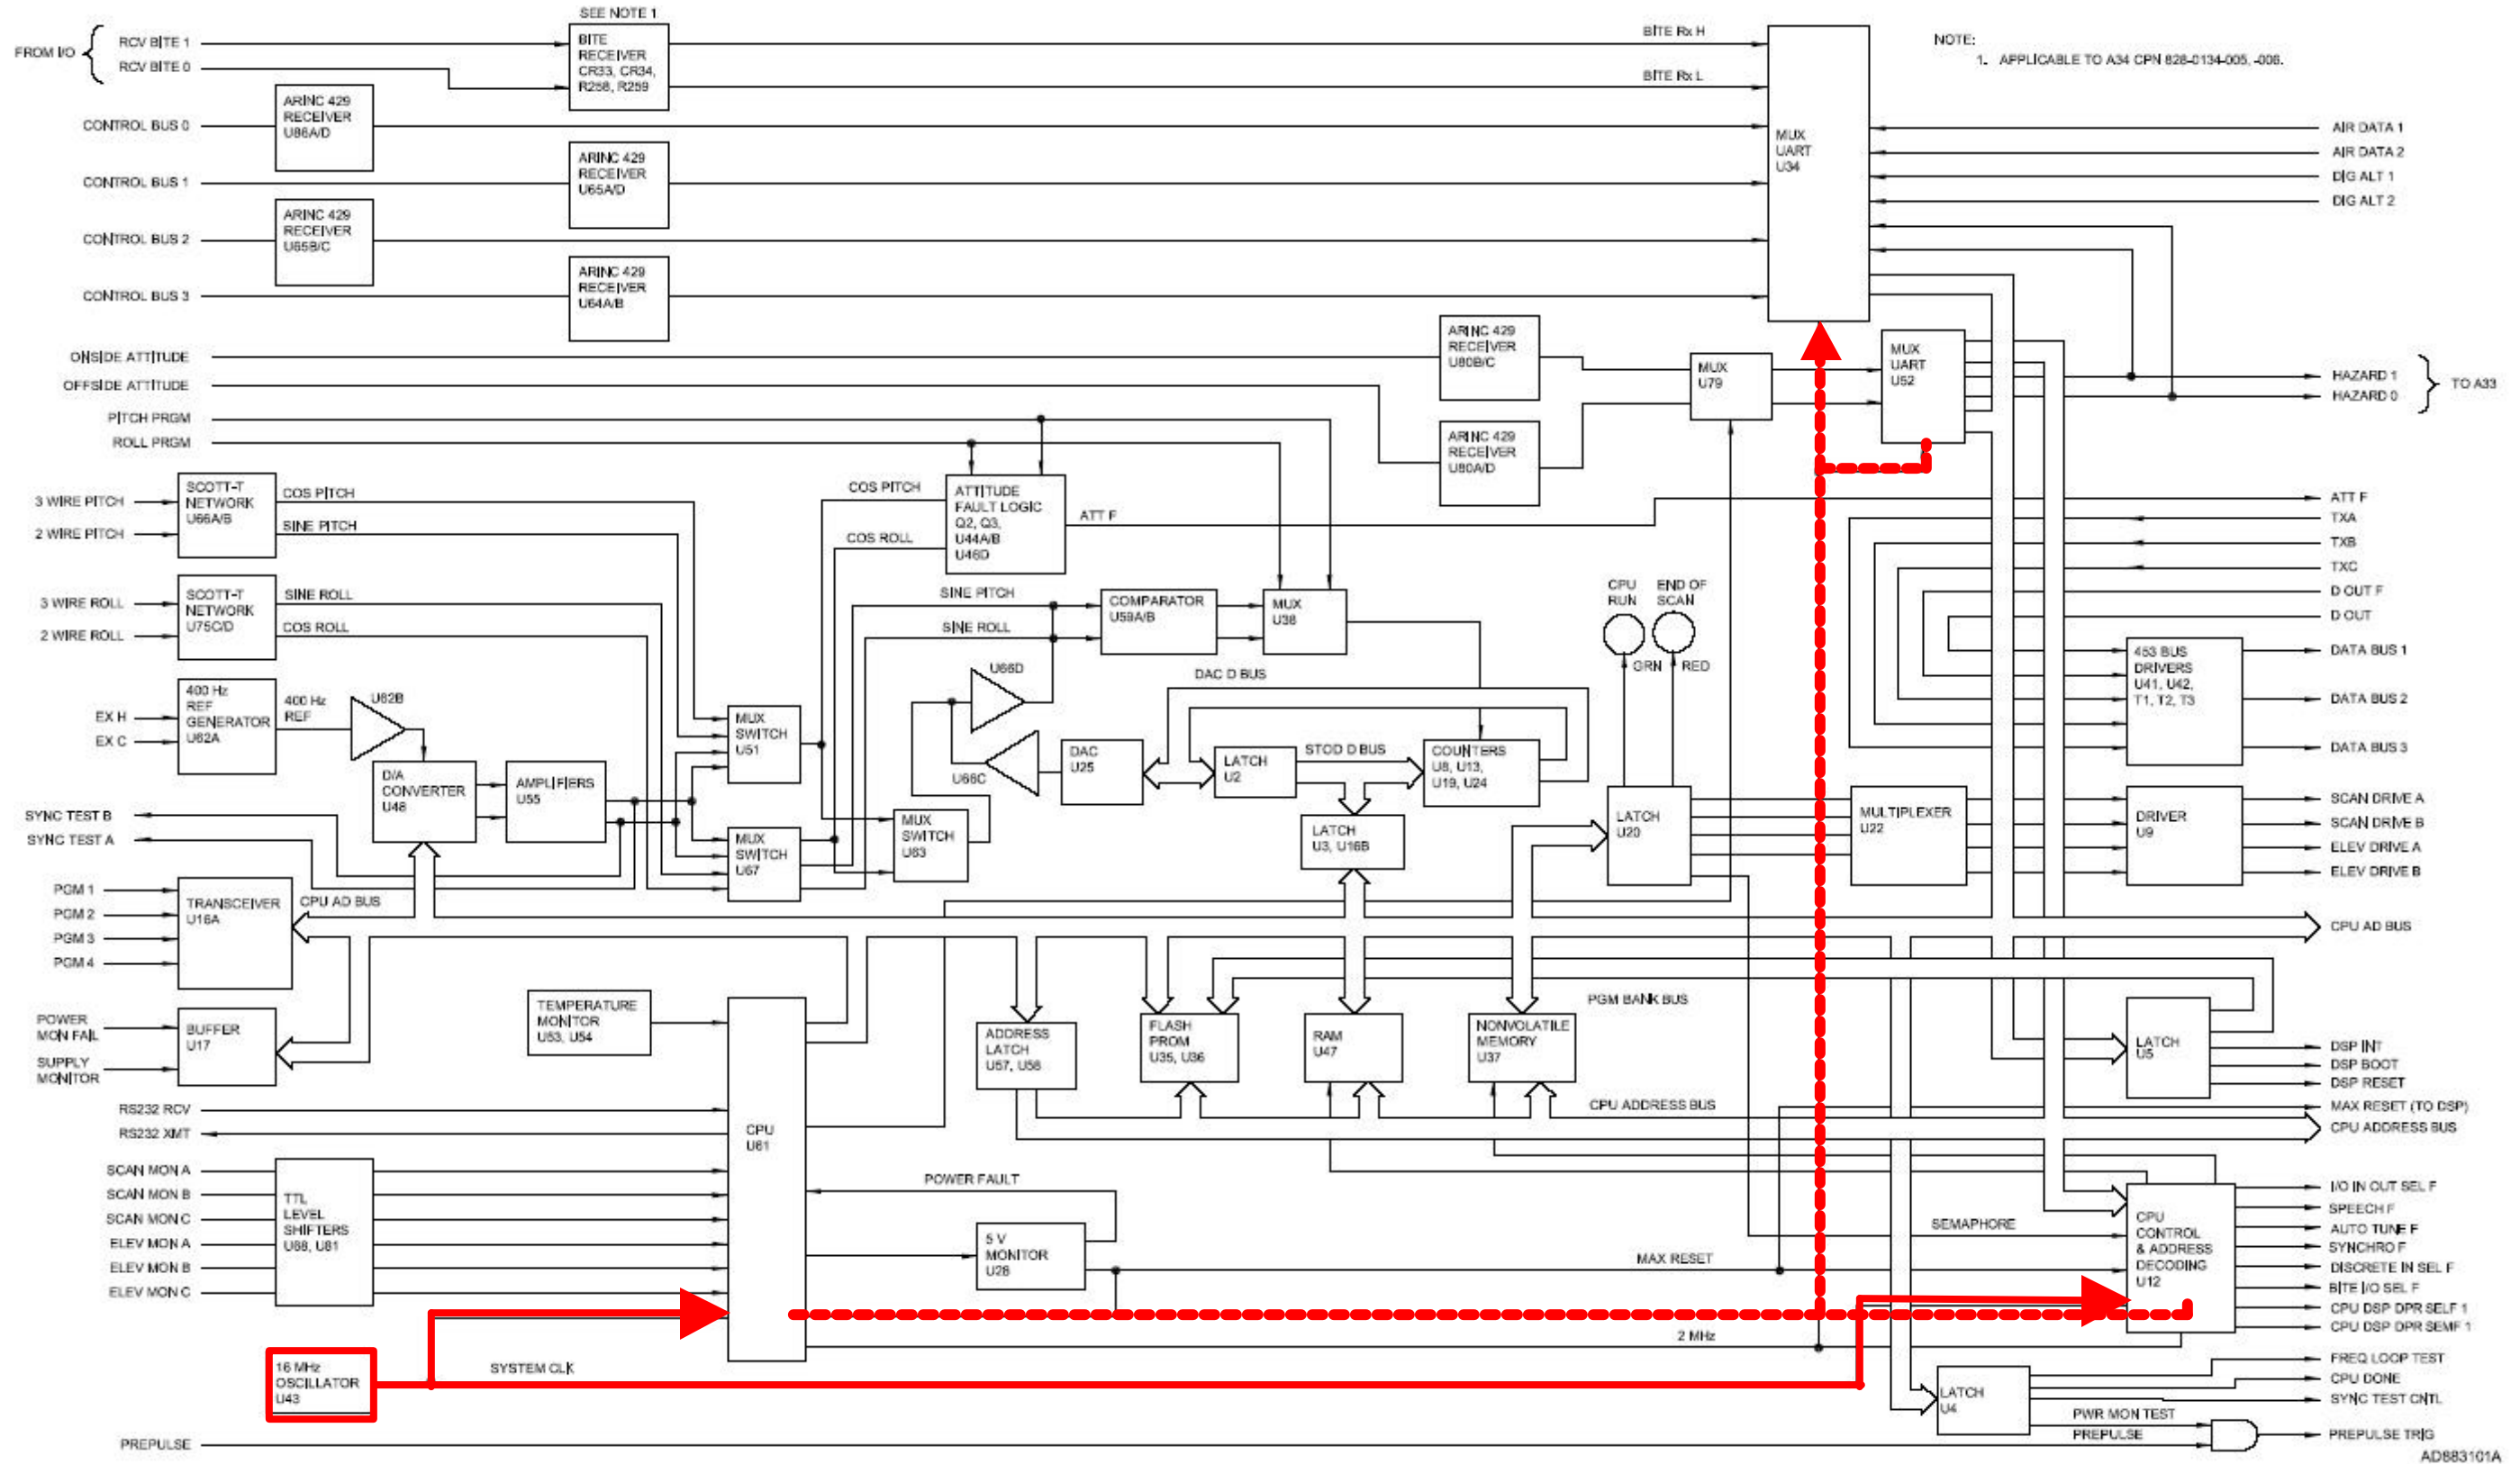 SEE NOTE 1
FROM I/O
RCV BITE 1
RCV BITE 0
BITE
RECEIVER
CR33, CR34,
R258, R259
BITE Rx H
BITE Rx L
NOTE:
1. APPLICABLE TO A34 CPN 828-0134-005, -006.
ARINC 429
RECEIVER
U86A/D
CONTROL BUS 0
ARINC 429
RECEIVER
U65A/D
CONTROL BUS 1
ARINC 429
RECEIVER
U65B/C
CONTROL BUS 2
ARINC 429
RECEIVER
U64A/B
CONTROL BUS 3
MUX
UART
U34
AIR DATA 1
AIR DATA 2
DIG ALT 1
DIG ALT 2
ONSIDE ATTITUDE
OFFSIDE ATTITUDE
PITCH PRGM
ROLL PRGM
ARINC 429
RECEIVER
U80B/C
ARINC 429
RECEIVER
U80A/D
MUX
U79
MUX
UART
U52
HAZARD 1
HAZARD 0
TO A33
3 WIRE PITCH
2 WIRE PITCH
SCOTT-T
NETWORK
U66A/B
COS PITCH
SINE PITCH
3 WIRE ROLL
2 WIRE ROLL
SCOTT-T
NETWORK
U75C/D
SINE ROLL
COS ROLL
COS PITCH
COS ROLL
ATTITUDE
FAULT LOGIC
Q2, Q3,
U44A/B
U46D
ATT F
ATT F
TXA
TXB
TXC
D OUT F
D OUT
SINE PITCH
SINE ROLL
COMPARATOR
U59A/B
MUX
U38
CPU
RUN
END OF
SCAN
GRN
RED
453 BUS
DRIVERS
U41, U42,
T1, T2, T3
DATA BUS 1
DATA BUS 2
DATA BUS 3
EX H
EX C
400 Hz
REF
GENERATOR
U62A
400 Hz
REF
U62B
D/A
CONVERTER
U48
AMPLIFIERS
U55
MUX
SWITCH
U51
MUX
SWITCH
U67
MUX
SWITCH
U63
U66D
U66C
DAC D BUS
DAC
U25
LATCH
U2
STOD D BUS
COUNTERS
U8, U13,
U19, U24
LATCH
U3, U16B
LATCH
U20
MULTIPLEXER
U22
DRIVER
U9
SCAN DRIVE A
SCAN DRIVE B
ELEV DRIVE A
ELEV DRIVE B
SYNC TEST B
SYNC TEST A
PGM 1
PGM 2
PGM 3
PGM 4
TRANSCEIVER
U16A
CPU AD BUS
CPU AD BUS
POWER
MON FAIL
SUPPLY
MONITOR
BUFFER
U17
TEMPERATURE
MONITOR
U53, U54
CPU
U61
ADDRESS
LATCH
U57, U58
FLASH
PROM
U35, U36
RAM
U47
NONVOLATILE
MEMORY
U37
PGM BANK BUS
CPU ADDRESS BUS
LATCH
U5
DSP INT
DSP BOOT
DSP RESET
MAX RESET (TO DSP)
CPU ADDRESS BUS
RS232 RCV
RS232 XMT
SCAN MON A
SCAN MON B
SCAN MON C
ELEV MON A
ELEV MON B
ELEV MON C
TTL
LEVEL
SHIFTERS
U68, U81
POWER FAULT
5 V
MONITOR
U28
SEMAPHORE
MAX RESET
2 MHz
CPU
CONTROL
& ADDRESS
DECODING
U12
I/O IN OUT SEL F
SPEECH F
AUTO TUNE F
SYNCHRO F
DISCRETE IN SEL F
BITE I/O SEL F
CPU DSP DPR SELF 1
CPU DSP DPR SEMF 1
16 MHz
OSCILLATOR
U43
SYSTEM CLK
LATCH
U4
FREQ LOOP TEST
CPU DONE
SYNC TEST CNTL
PWR MON TEST
PREPULSE
PREPULSE
PREPULSE TRIG
AD883101A